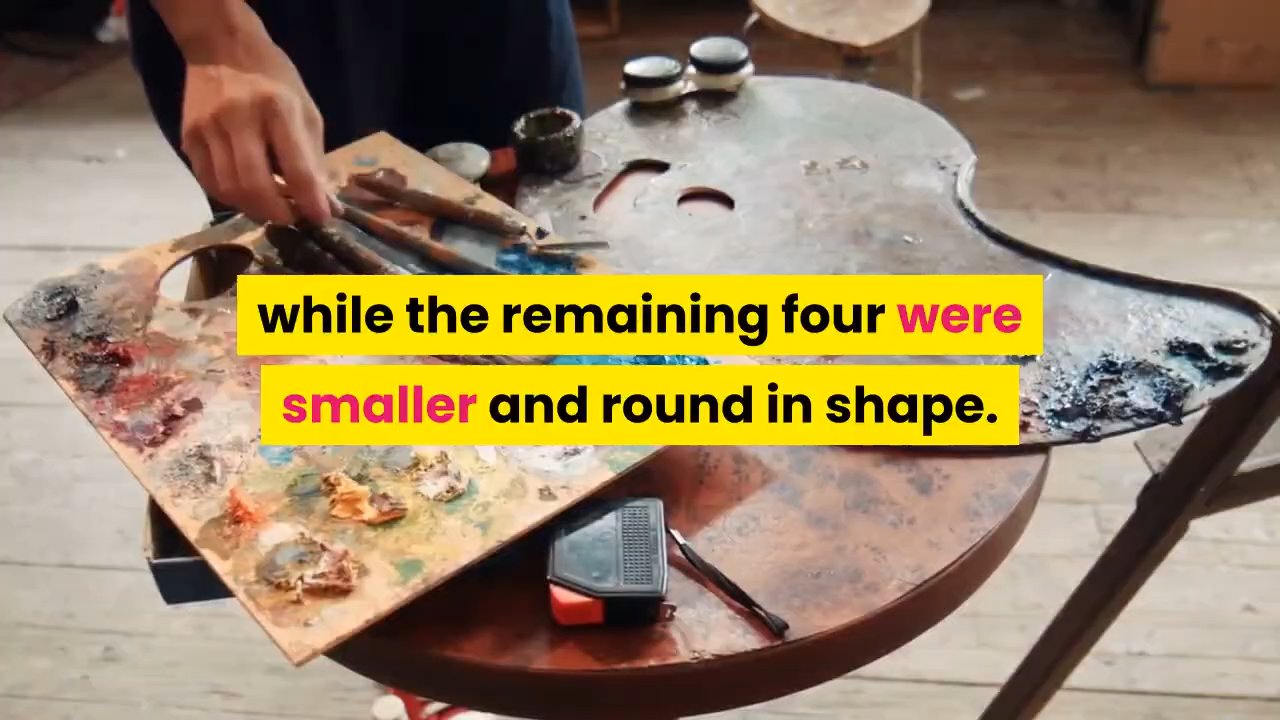 while the remaining four were
smaller and round in shape.